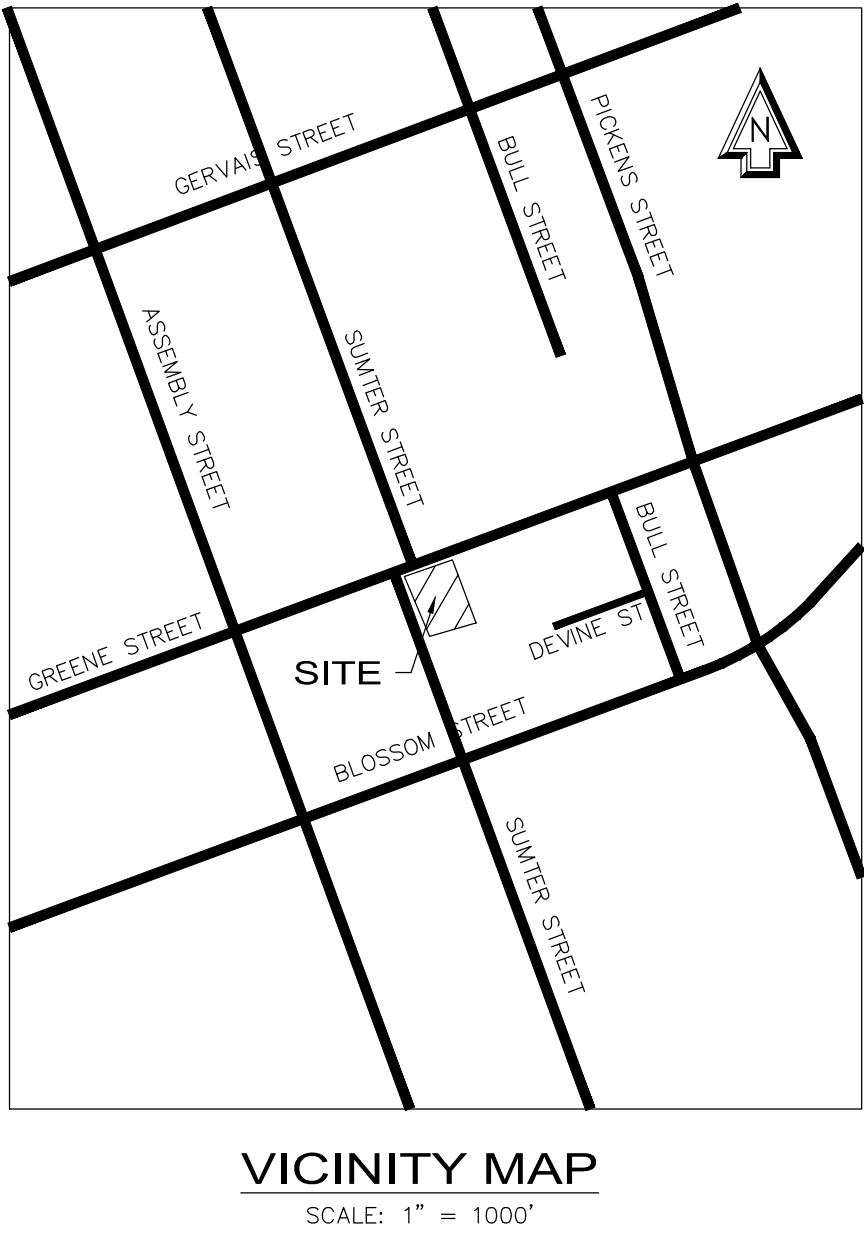 GERVAIS STREET
BULL STREET
PICKENS STREET
N
ASSEMBLY STREET
SUMTER STREET
BULL STREET
GREENE STREET
DEVINE ST
SITE
BLOSSOM STREET
SUMTER STREET
VICINITY MAP
SCALE: 1" = 1000'